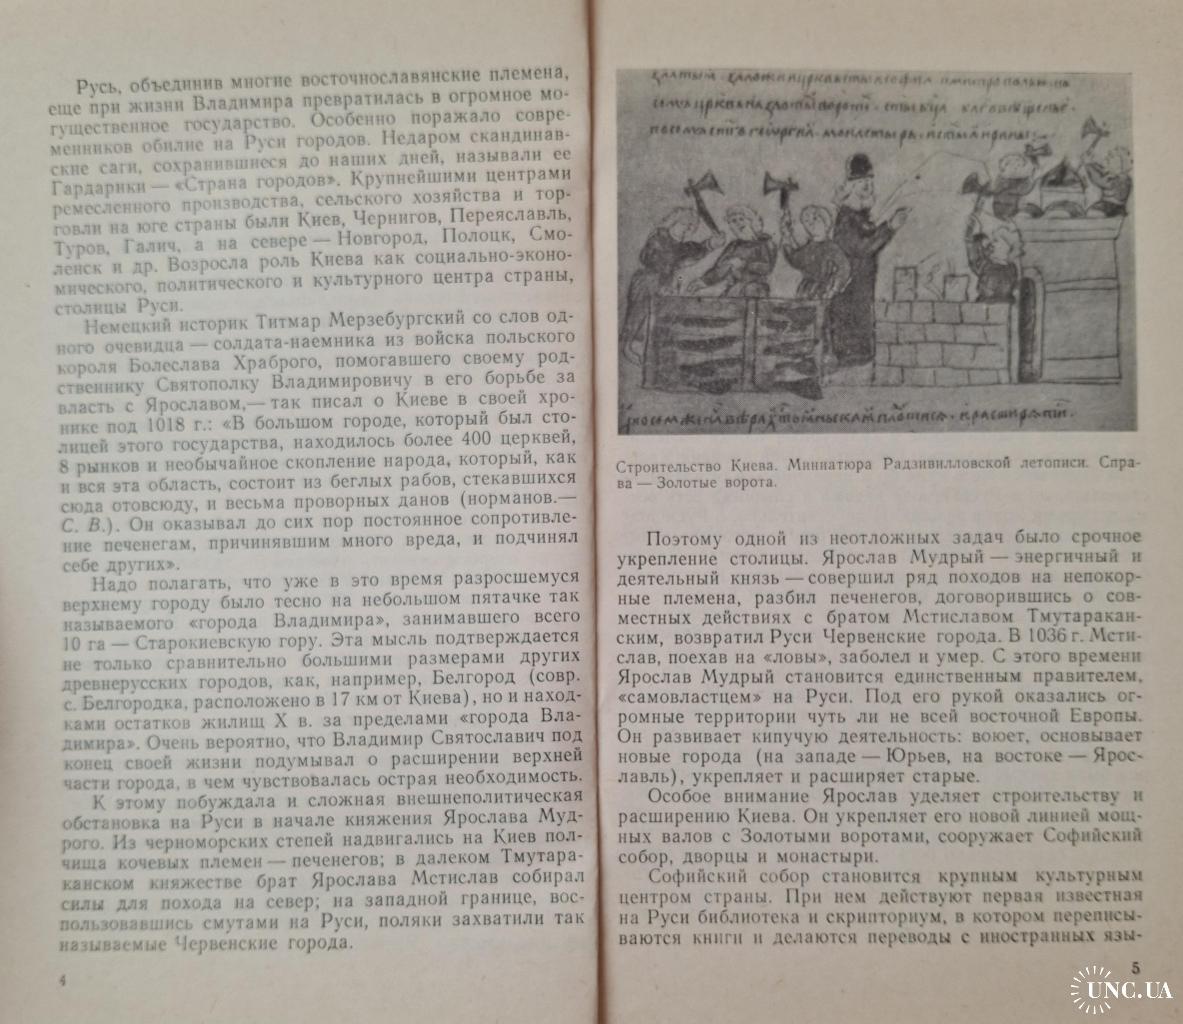 Русь, объединив многие восточнославянские племена,
еще при жизни Владимира превратилась в огромное мо-
гущественное государство. Особенно поражало совре-
менников обилие на Руси городов. Недаром скандинав-
ские саги, сохранившиеся до наших дней, называли ее
Гардарики — «Страна городов». Крупнейшими центрами
ремесленного производства, сельского хозяйства и тор-
говли на юге страны были Киев, Чернигов, Переяславль,
Туров, Галич, а на севере — Новгород, Полоцк, Смо-
ленск и др. Возросла роль Киева как социально-эконо-
мического, политического и культурного центра страны,
столицы Руси.
Немецкий историк Титмар Мерзебургский со слов од-
ного очевидца — солдата-наемника из войска польского
короля Болеслава Храброго, помогавшего своему род-
ственнику Святополку Владимировичу в его борьбе за
власть с Ярославом,— так писал о Киеве в своей хро-
нике под 1018 г.: «В большом городе, который был сто-
лицей этого государства, находилось более 400 церквей,
8 рынков и необычайное скопление народа, который, как
и вся эта область, состоит из беглых рабов, стекавшихся
сюда отовсюду, и весьма проворных данов (норманов.—
С. В.). Он оказывал до сих пор постоянное сопротивле-
ние печенегам, причинявшим много вреда, и подчинял
себе других».
Надо полагать, что уже в это время разросшемуся
верхнему городу было тесно на небольшом пятачке так
называемого «города Владимира», занимавшего всего
10 га — Старокиевскую гору. Эта мысль подтверждается
не только сравнительно большими размерами других
древнерусских городов, как, например, Белгород (совр.
с. Белгородка, расположено в 17 км от Киева), но и наход-
ками остатков жилищ X в. за пределами «города Вла-
димира». Очень вероятно, что Владимир Святославич под
конец своей жизни подумывал о расширении верхней
части города, в чем чувствовалась острая необходимость.
К этому побуждала и сложная внешнеполитическая
обстановка на Руси в начале княжения Ярослава Муд-
рого. Из черноморских степей надвигались на Киев пол-
чища кочевых племен — печенегов; в далеком Тмутара-
канском княжестве брат Ярослава Мстислав собирал
силы для похода на север; на западной границе, вос-
пользовавшись смутами на Руси, поляки захватили так
называемые Червенские города.
4
Строительство Киева. Миниатюра Радзивилловской летописи. Спра-
ва — Золотые ворота.
Поэтому одной из неотложных задач было срочное
укрепление столицы. Ярослав Мудрый — энергичный и
деятельный князь — совершил ряд походов на непокор-
ные племена, разбил печенегов, договорившись о сов-
местных действиях с братом Мстиславом Тмутаракан-
ским, возвратил Руси Червенские города. В 1036 г. Мсти-
слав, поехав на «ловы», заболел и умер. С этого времени
Ярослав Мудрый становится единственным правителем,
«самовластцем» на Руси. Под его рукой оказались ог-
ромные территории чуть ли не всей восточной Европы.
Он развивает кипучую деятельность: воюет, основывает
новые города (на западе — Юрьев, на востоке — Ярос-
лавль), укрепляет и расширяет старые.
Особое внимание Ярослав уделяет строительству и
расширению Киева. Он укрепляет его новой линией мощ-
ных валов с Золотыми воротами, сооружает Софийский
собор, дворцы и монастыри.
Софийский собор становится крупным культурным
центром страны. При нем действуют первая известная
на Руси библиотека и скрипториум, в котором переписы-
ваются книги и делаются переводы с иностранных язы-
5
UNC.UA